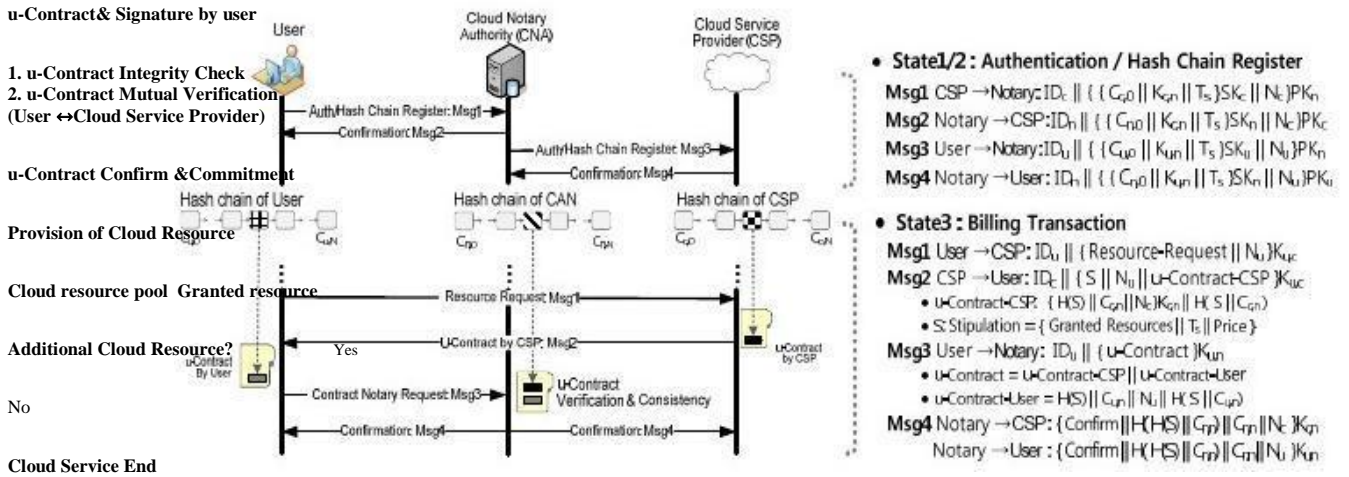 u-Contract& Signature by user
1. u-Contract Integrity Check
2. u-Contract Mutual Verification
(User ↔Cloud Service Provider)
u-Contract Confirm &Commitment
Provision of Cloud Resource
Cloud resource pool Granted resource
Additional Cloud Resource?
Yes
No
Cloud Service End
User
Cloud Notary
Authority (CNA)
Cloud Service
Provider (CSP)
Auth/Hash Chain Register: Msg1
Confirmation: Msg2
Auth/Hash Chain Register: Msg3
Confirmation: Msg4
Hash chain of User
Hash chain of CAN
Hash chain of CSP
Cu0
CuN
Cn0
CnN
Cc0
CcN
Resource Request: Msg1
U-Contract by CSP: Msg2
u-Contract
by CSP
u-Contract
By User
Contract Notary Request: Msg3
U-Contract
Verification & Consistency
Confirmation: Msg4
Confirmation: Msg4
• State1/2 : Authentication / Hash Chain Register
Msg1 CSP →Notary: IDc || { { Cc0 || Kcn || Ts }SKc || Nc }PKn
Msg2 Notary →CSP: IDn || { { Cn0 || Kcn || Ts }SKn || Nc }PKc
Msg3 User →Notary: IDu || { { Cu0 || Kun || Ts }SKu || Nu }PKn
Msg4 Notary →User: IDn || { { Cn0 || Kun || Ts }SKn || Nu }PKu
• State3 : Billing Transaction
Msg1 User →CSP: IDu || { Resource-Request || Nu }Kuc
Msg2 CSP →User: IDc || { S || Nu || u-Contract-CSP }Kuc
• u-Contract-CSP: { H(S) || Ccn || Nc }Kcn || H( S || Ccn)
• S: Stipulation = { Granted Resources || Ts || Price }
Msg3 User →Notary: IDu || { u-Contract }Kun
• u-Contract = u-Contract-CSP || u-Contract-User
• u-Contract-User = H(S) || Cun || Nu || H( S || Cun)
Msg4 Notary →CSP: {Confirm || H( H(S) || Cnn) || Cnn || Nc }Kcn
Notary →User : {Confirm || H( H(S) || Cnn) || Cnn || Nu }Kun